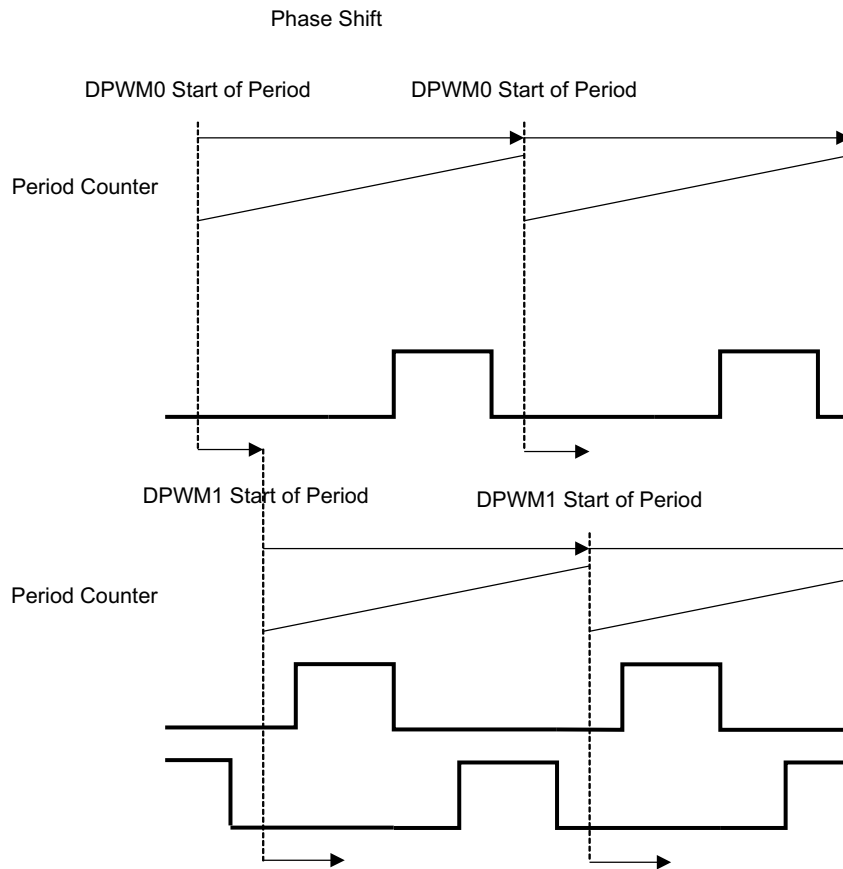 Phase Shift
DPWM0 Start of Period
DPWM0 Start of Period
Period Counter
DPWM1 Start of Period
DPWM1 Start of Period
Period Counter